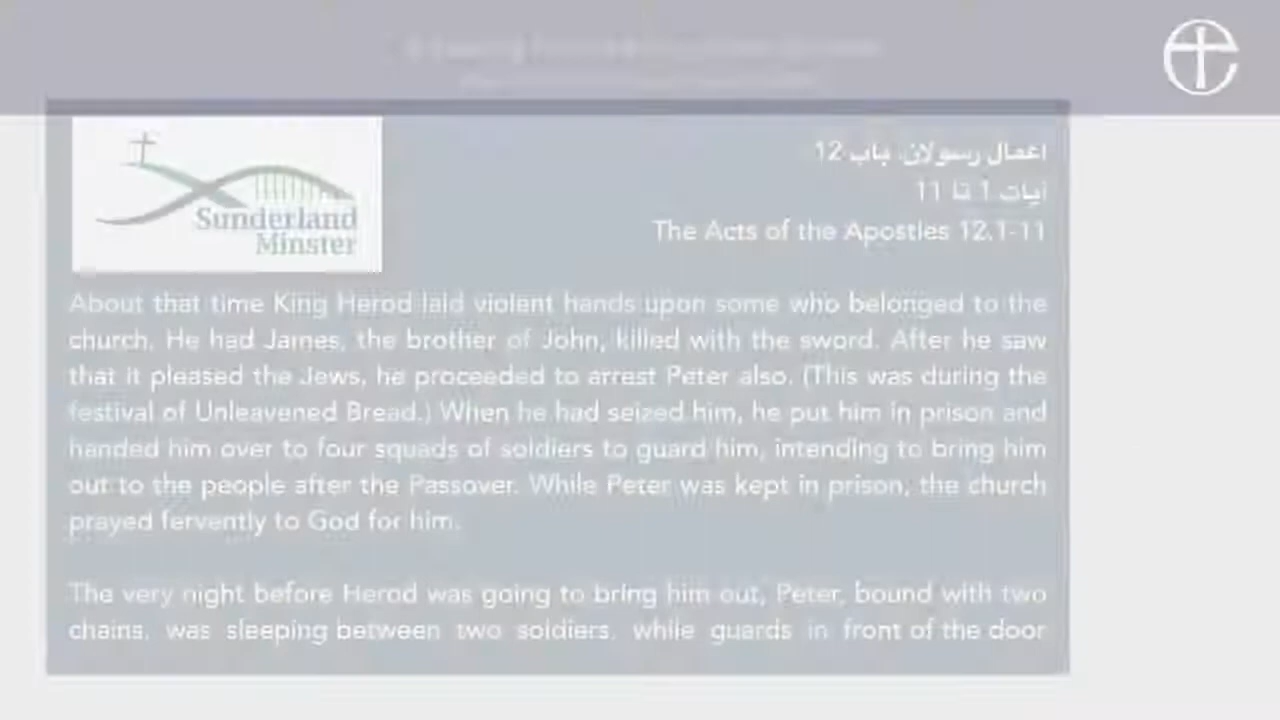 Sunderland
Minster
اعمال رسولان، باب 12
آیات 1 تا 11
The Acts of the Apostles 12.1-11
About that time King Herod laid violent hands upon some who belonged to the
church. He had James, the brother of John, killed with the sword. After he saw
that it pleased the Jews, he proceeded to arrest Peter also. (This was during the
festival of Unleavened Bread.) When he had seized him, he put him in prison and
handed him over to four squads of soldiers to guard him, intending to bring him
out to the people after the Passover. While Peter was kept in prison, the church
prayed fervently to God for him.
The very night before Herod was going to bring him out, Peter, bound with two
chains, was sleeping between two soldiers, while guards in front of the door